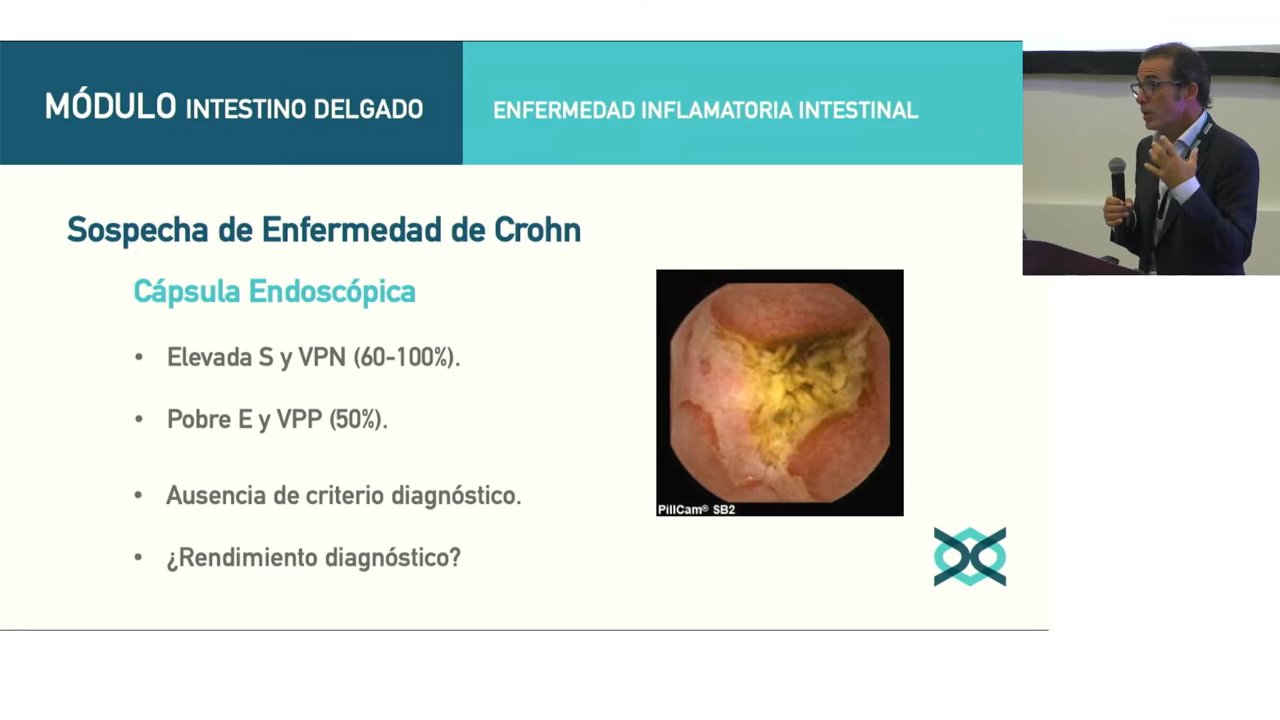 MÓDULO INTESTINO DELGADO
ENFERMEDAD INFLAMATORIA INTESTINAL
Sospecha de Enfermedad de Crohn
Cápsula Endoscópica
• Elevada S y VPN (60-100%).
• Pobre E y VPP (50%).
• Ausencia de criterio diagnóstico.
• ¿Rendimiento diagnóstico?
PillCam® SB2